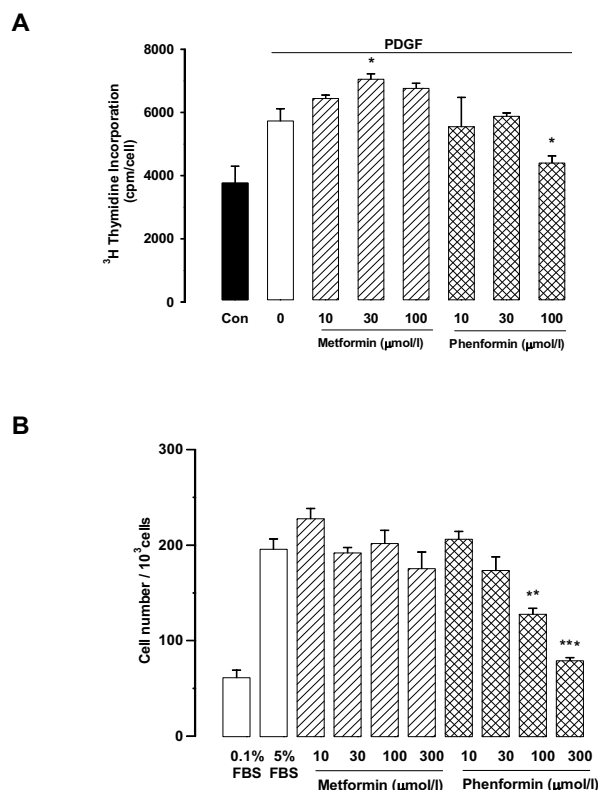 A
PDGF
8000
6000
4000
2000
0
³H Thymidine Incorporation
(cpm/cell)
*
*
Con 0 10 30 100 10 30 100
Metformin (μmol/l) Phenformin (μmol/l)
B
300
200
100
0
Cell number / 10³cells
**
***
0.1% 5% 10 30 100 300 10 30 100 300
FBS FBS
Metformin (μmol/l) Phenformin (μmol/l)